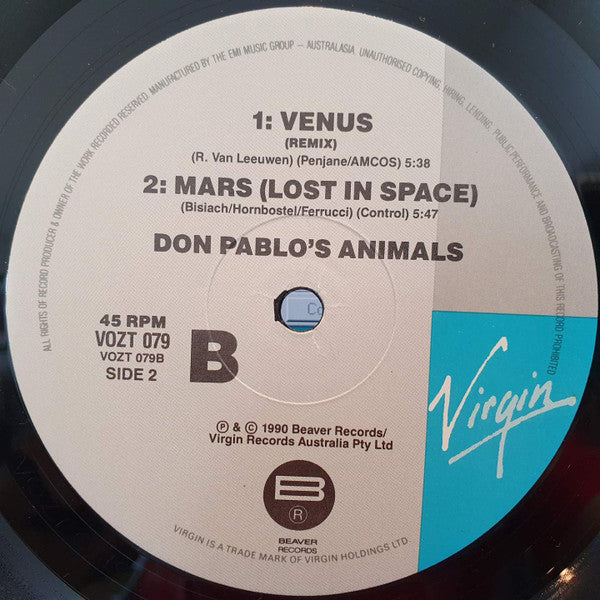 ALL RIGHTS OF RECORD PRODUCER & OWNER OF THE WORK RECORDED RESERVED. MANUFACTURED BY THE EMI MUSIC GROUP – AUSTRALASIA. UNAUTHORISED COPYING, HIRING, LENDING, PUBLIC PERFORMANCE AND BROADCASTING OF THIS RECORD PROHIBITED
1: VENUS
(REMIX)
(R. Van Leeuwen) (Penjane/AMCOS) 5:38
2: MARS (LOST IN SPACE)
(Bisiach/Hornbostel/Ferrucci) (Control) 5:47
DON PABLO'S ANIMALS
Co
45 RPM
VOZT 079
VOZT 079B
SIDE 2
B
Virgin
Ⓟ & © 1990 Beaver Records/
Virgin Records Australia Pty Ltd
B
®
BEAVER
RECORDS
VIRGIN IS A TRADE MARK OF VIRGIN HOLDINGS LTD.